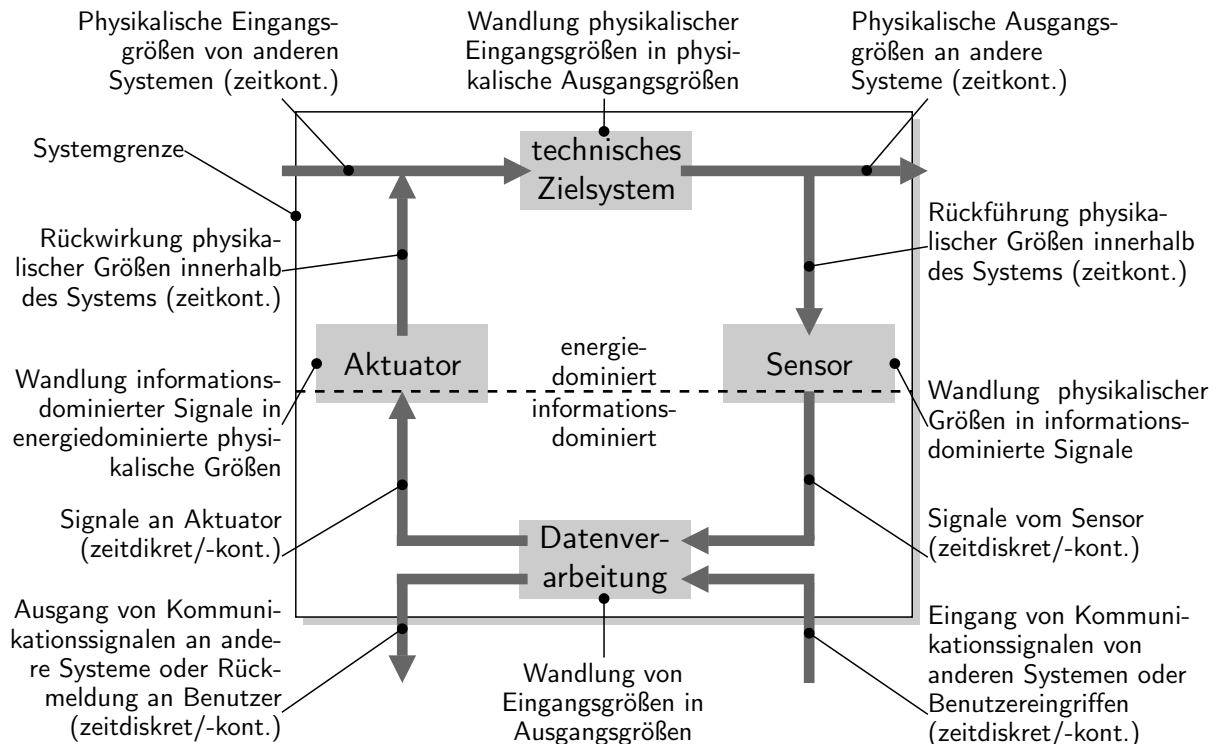 Physikalische Eingangs-
größen von anderen
Systemen (zeitkont.)
Wandlung physikalischer
Eingangsgrößen in physi-
kalische Ausgangsgrößen
Physikalische Ausgangs-
größen an andere
Systeme (zeitkont.)
Systemgrenze
technisches
Zielsystem
Rückwirkung physika-
lischer Größen innerhalb
des Systems (zeitkont.)
Rückführung physika-
lischer Größen innerhalb
des Systems (zeitkont.)
Aktuator
energie-
dominiert
informations-
dominiert
Sensor
Wandlung informations-
dominierter Signale in
energiedominierte physi-
kalische Größen
Wandlung physikalischer
Größen in informations-
dominierte Signale
Signale an Aktuator
(zeitdikret/-kont.)
Datenver-
arbeitung
Signale vom Sensor
(zeitdiskret/-kont.)
Ausgang von Kommuni-
kationssignalen an ande-
re Systeme oder Rück-
meldung an Benutzer
(zeitdiskret/-kont.)
Wandlung von
Eingangsgrößen in
Ausgangsgrößen
Eingang von Kommuni-
kationssignalen von
anderen Systemen oder
Benutzereingriffen
(zeitdiskret/-kont.)